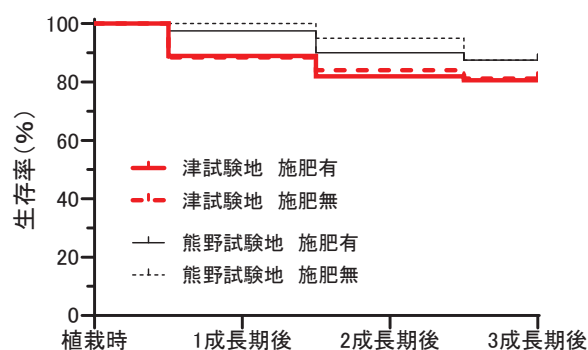 100
80
60
40
20
0
生存率(%)
津試験地 施肥有
津試験地 施肥無
熊野試験地 施肥有
熊野試験地 施肥無
植栽時 1成長期後 2成長期後 3成長期後